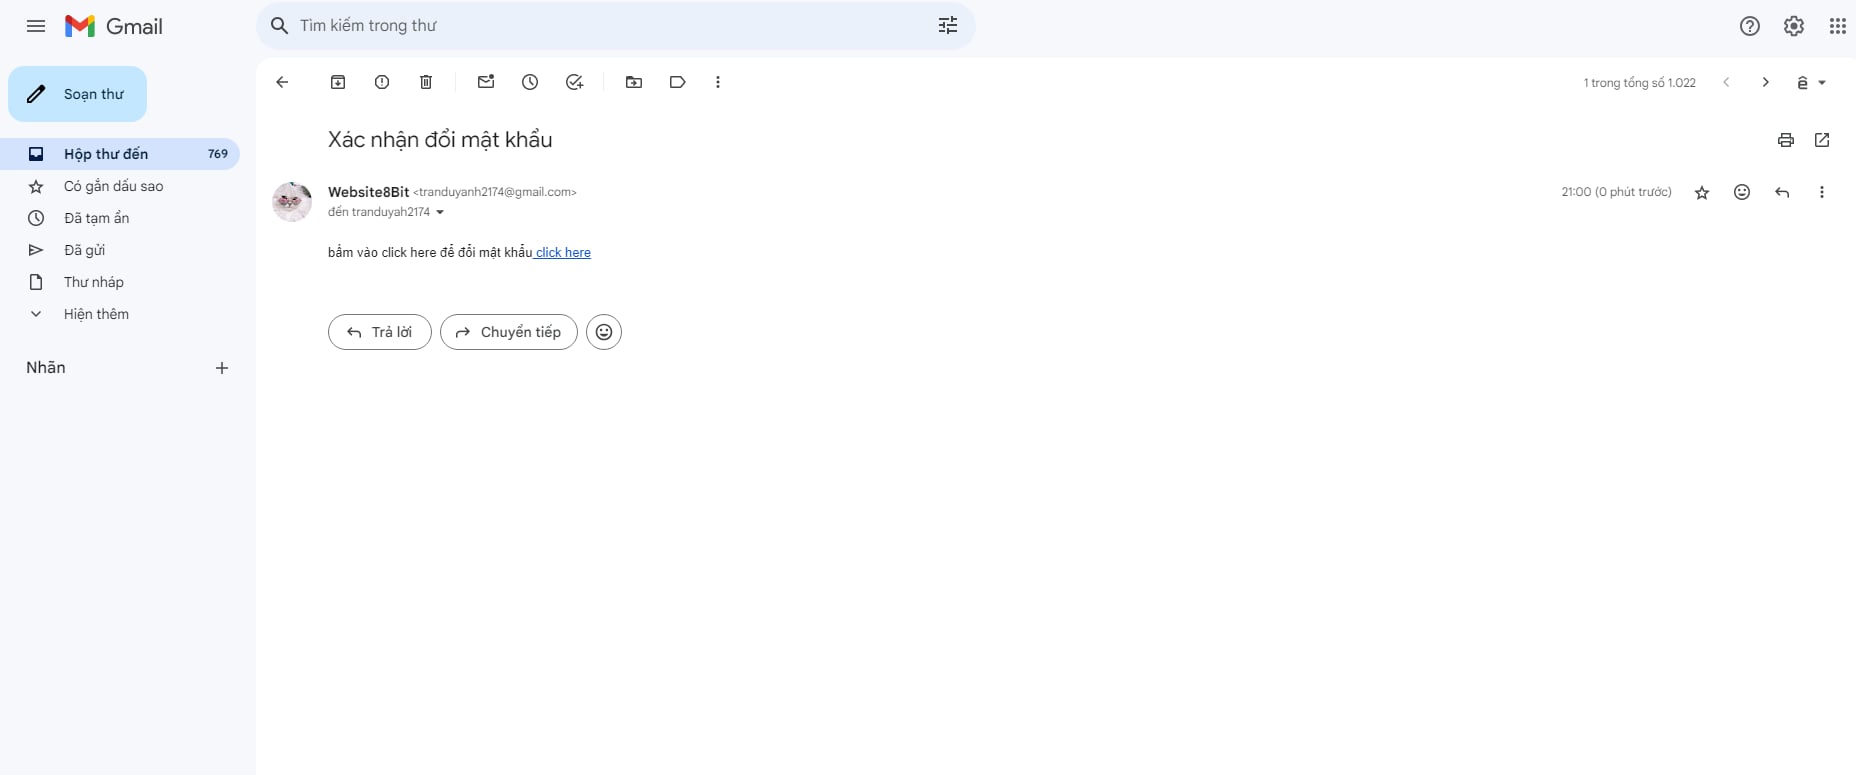 Gmail
Tìm kiếm trong thư
Soạn thư
Hộp thư đến 769
Có gắn dấu sao
Đã tạm ẩn
Đã gửi
Thư nháp
Hiện thêm
Nhãn
1 trong tổng số 1.022
ê
Xác nhận đổi mật khẩu
Website8Bit <tranduyanh2174@gmail.com>
21:00 (0 phút trước)
đến tranduyah2174
bấm vào click here để đổi mật khẩu click here
Trả lời
Chuyển tiếp